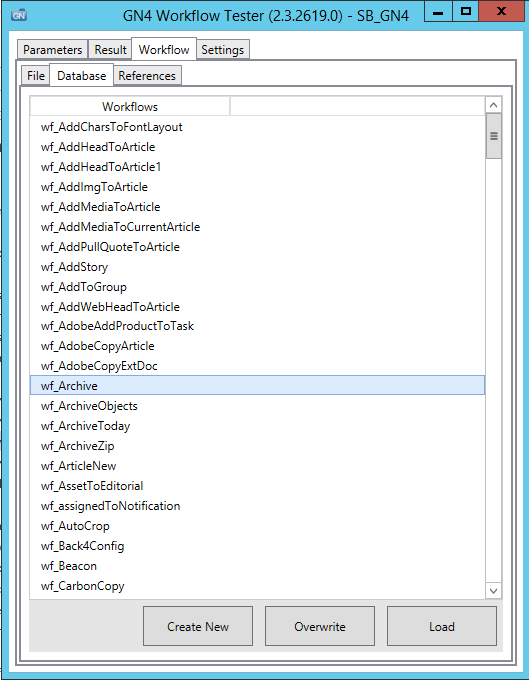 GN4 Workflow Tester (2.3.2619.0) - SB_GN4
Parameters Result Workflow Settings
File Database References
Workflows
wf_AddCharsToFontLayout
wf_AddHeadToArticle
wf_AddHeadToArticle1
wf_AddImgToArticle
wf_AddMediaToArticle
wf_AddMediaToCurrentArticle
wf_AddPullQuoteToArticle
wf_AddStory
wf_AddToGroup
wf_AddWebHeadToArticle
wf_AdobeAddProductToTask
wf_AdobeCopyArticle
wf_AdobeCopyExtDoc
wf_Archive
wf_ArchiveObjects
wf_ArchiveToday
wf_ArchiveZip
wf_ArticleNew
wf_AssetToEditorial
wf_assignedToNotification
wf_AutoCrop
wf_Back4Config
wf_Beacon
wf_CarbonCopy
Create New Overwrite Load